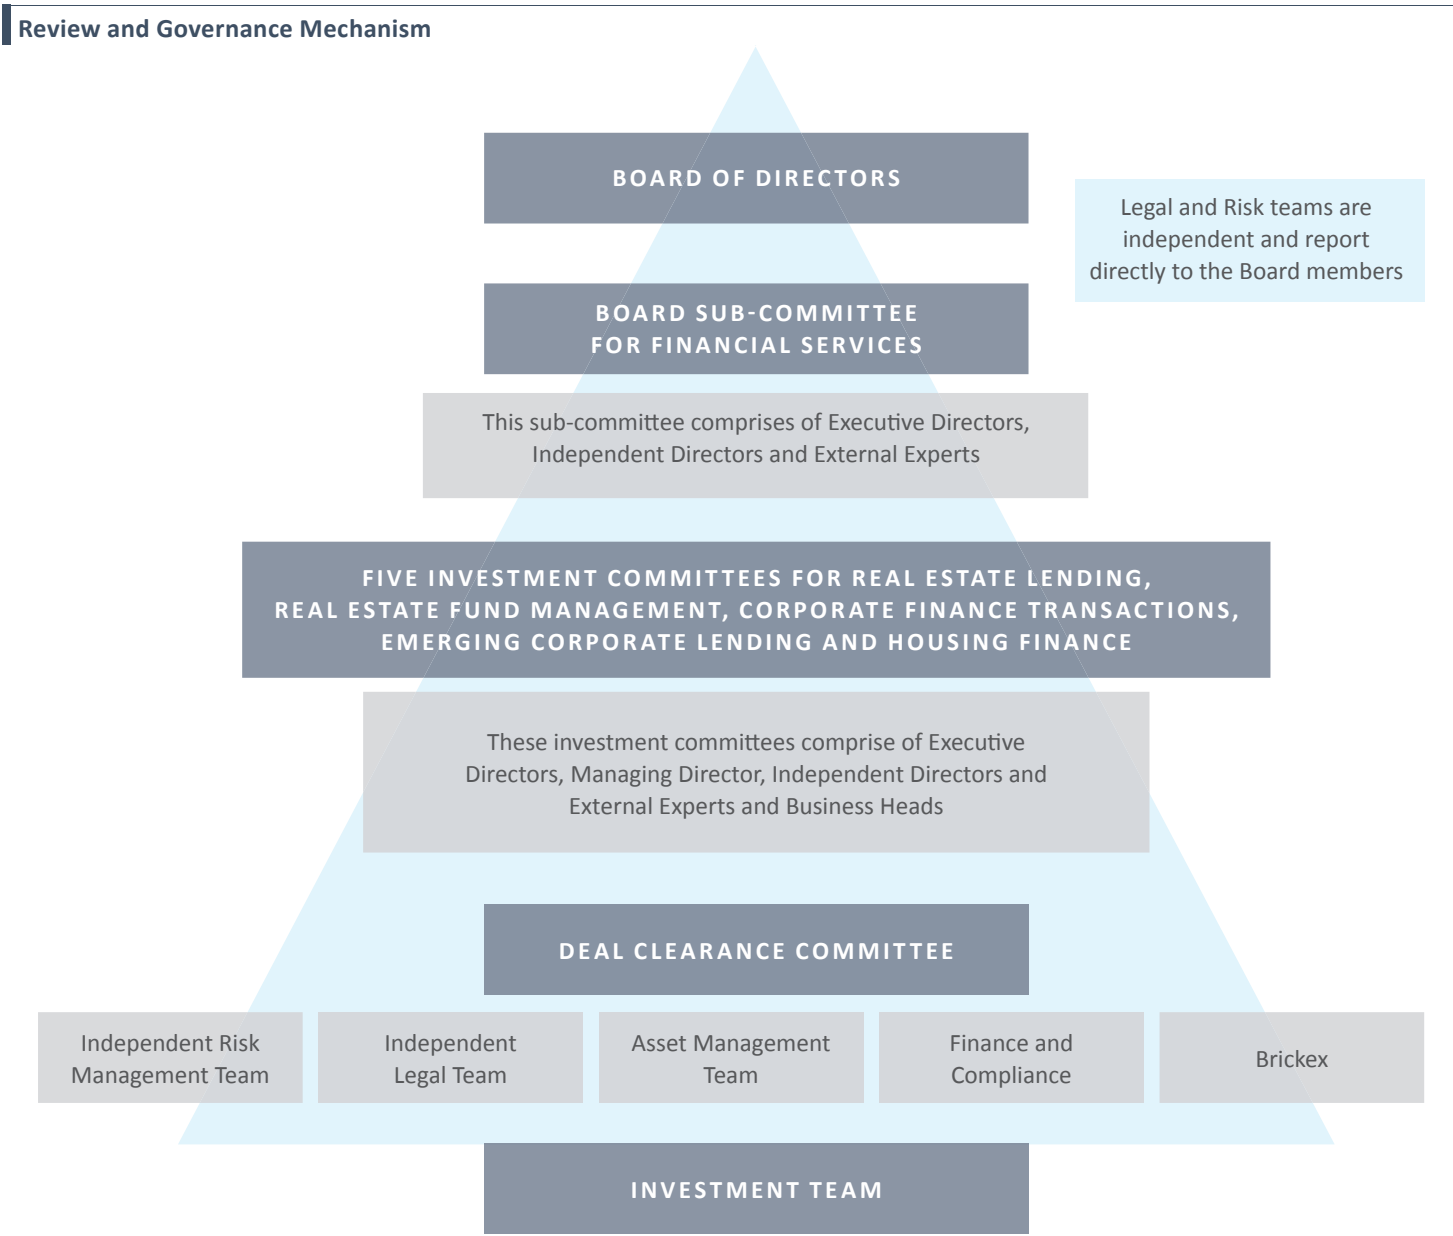 Review and Governance Mechanism
BOARD OF DIRECTORS
Legal and Risk teams are
independent and report
directly to the Board members
BOARD SUB-COMMITTEE
FOR FINANCIAL SERVICES
This sub-committee comprises of Executive Directors,
Independent Directors and External Experts
FIVE INVESTMENT COMMITTEES FOR REAL ESTATE LENDING,
REAL ESTATE FUND MANAGEMENT, CORPORATE FINANCE TRANSACTIONS,
EMERGING CORPORATE LENDING AND HOUSING FINANCE
These investment committees comprise of Executive
Directors, Managing Director, Independent Directors and
External Experts and Business Heads
DEAL CLEARANCE COMMITTEE
Independent Risk
Management Team
Independent
Legal Team
Asset Management
Team
Finance and
Compliance
Brickex
INVESTMENT TEAM